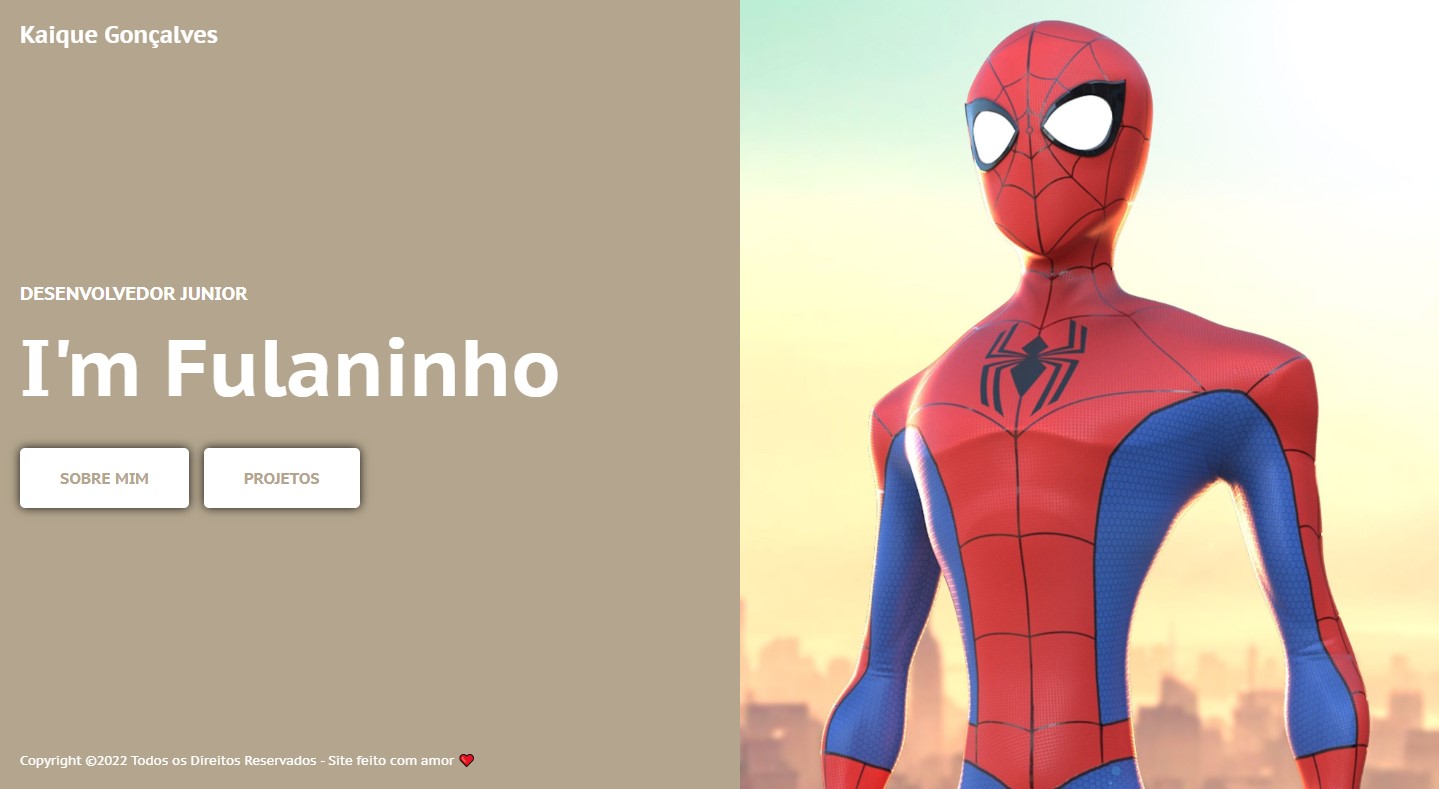 Kaique Gonçalves
DESENVOLVEDOR JUNIOR
I'm Fulaninho
SOBRE MIM
PROJETOS
Copyright ©2022 Todos os Direitos Reservados - Site feito com amor ❤️